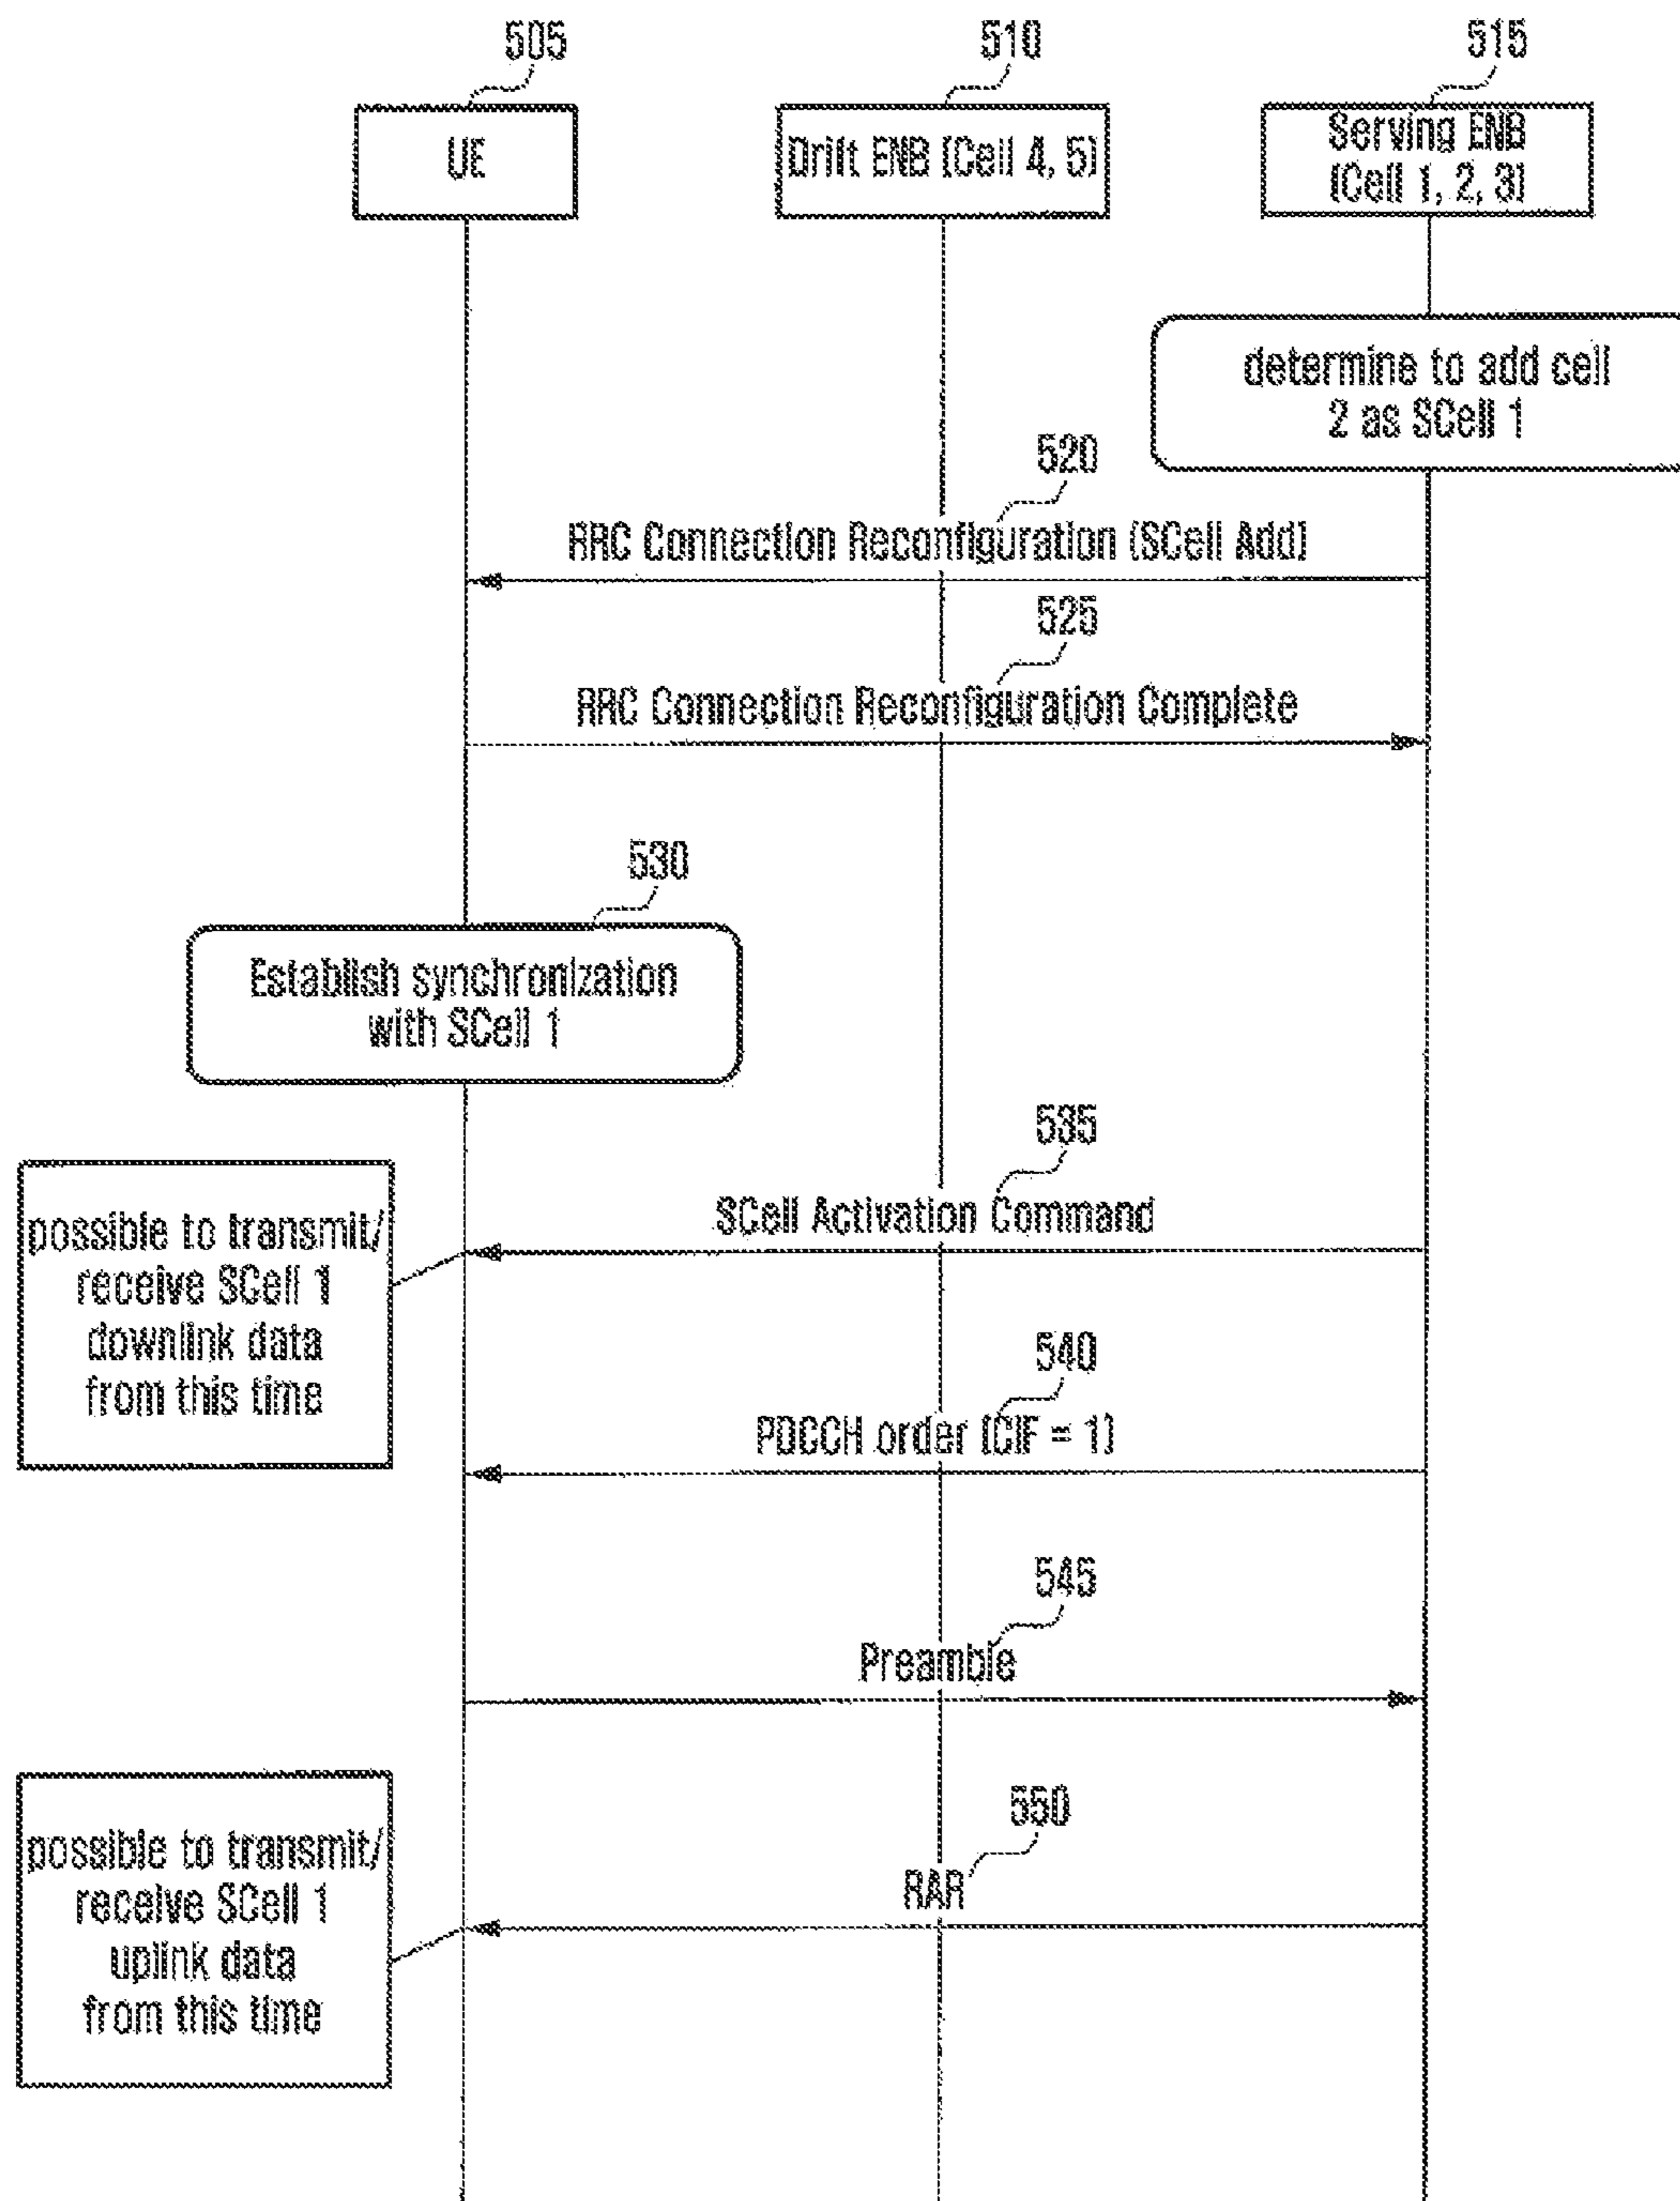 505
510
515
UE
Drift ENB (Cell 4, 5)
Serving ENB
(Cell 1, 2, 3)
determine to add cell
2 as SCell 1
520
RRC Connection Reconfiguration (SCell Add)
525
RRC Connection Reconfiguration Complete
530
Establish synchronization
with SCell 1
535
SCell Activation Command
possible to transmit/
receive SCell 1
downlink data
from this time
540
PDCCH order (CIF = 1)
545
Preamble
550
RAR
possible to transmit/
receive SCell 1
uplink data
from this time